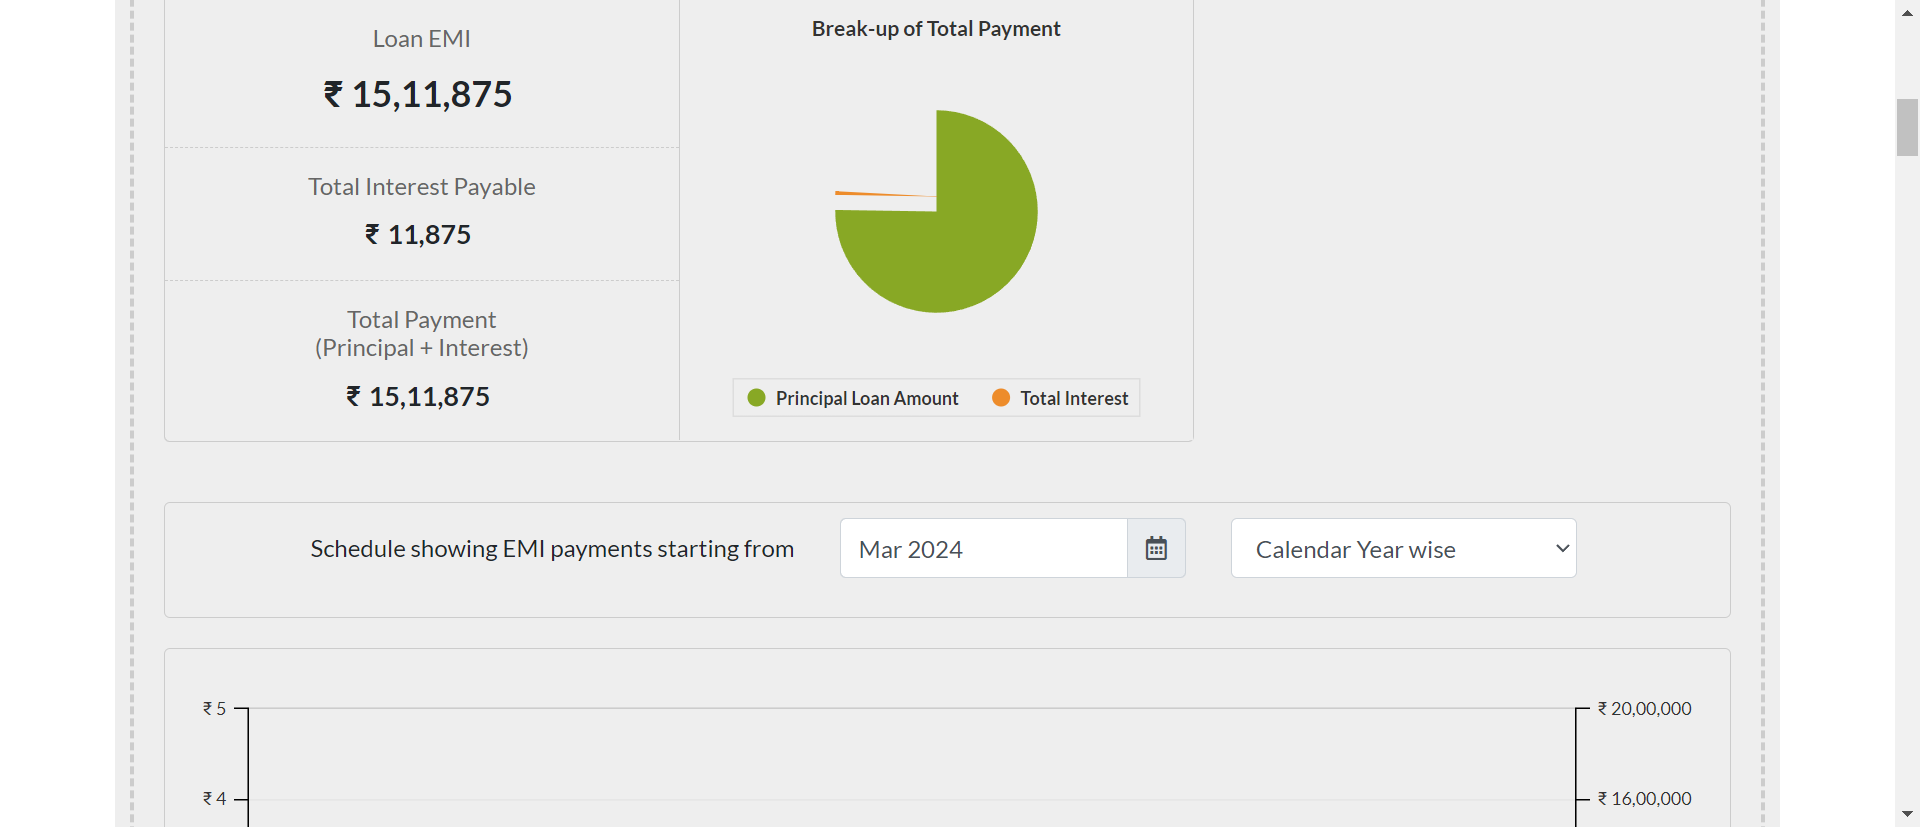 Loan EMI
₹ 15,11,875
Total Interest Payable
₹ 11,875
Total Payment
(Principal + Interest)
₹ 15,11,875
Break-up of Total Payment
Principal Loan Amount
Total Interest
Schedule showing EMI payments starting from
Mar 2024
Calendar Year wise
₹ 5
₹ 20,00,000
₹ 4
₹ 16,00,000